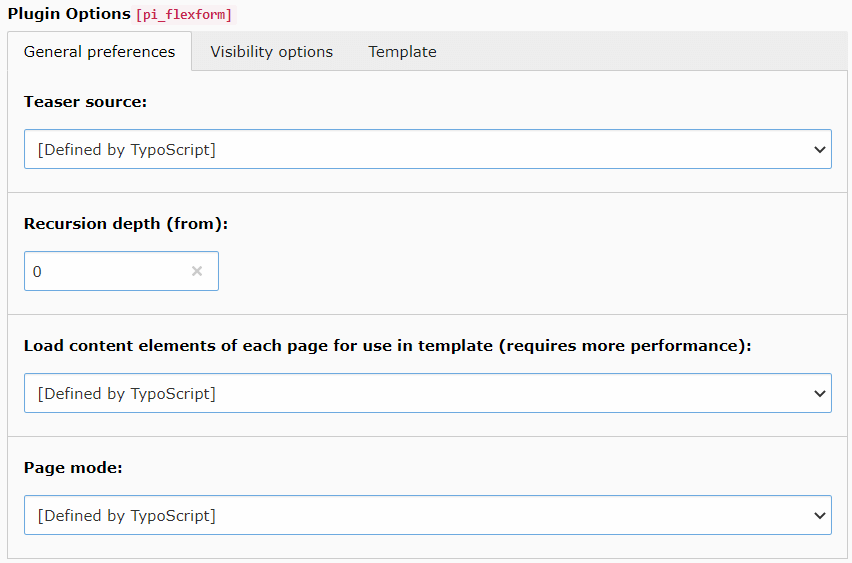 Plugin Options [pi_flexform]
General preferences Visibility options Template
Teaser source:
[Defined by TypoScript]
Recursion depth (from):
0
Load content elements of each page for use in template (requires more performance):
[Defined by TypoScript]
Page mode:
[Defined by TypoScript]